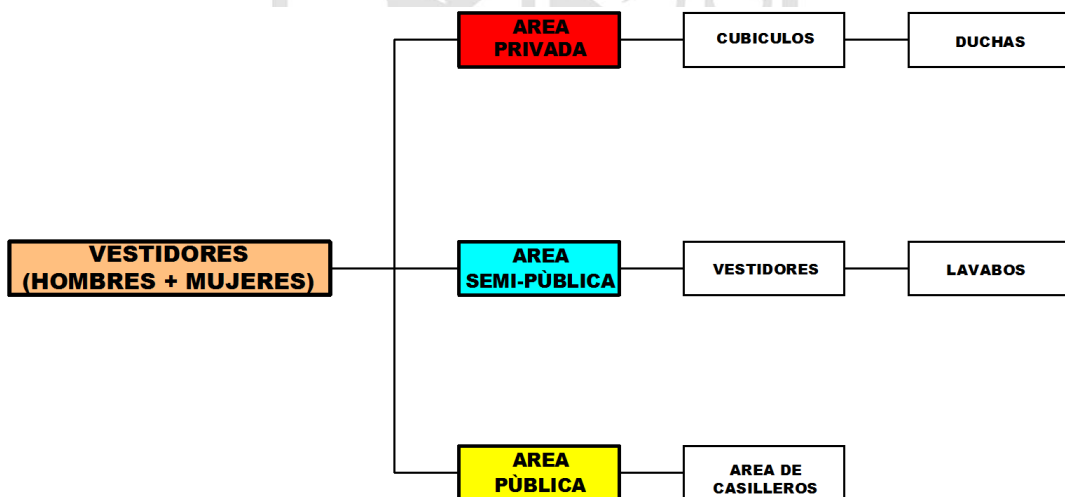 AREA
PRIVADA
CUBICULOS
DUCHAS
VESTIDORES
(HOMBRES + MUJERES)
AREA
SEMI-PÙBLICA
VESTIDORES
LAVABOS
AREA
PÙBLICA
AREA DE
CASILLEROS